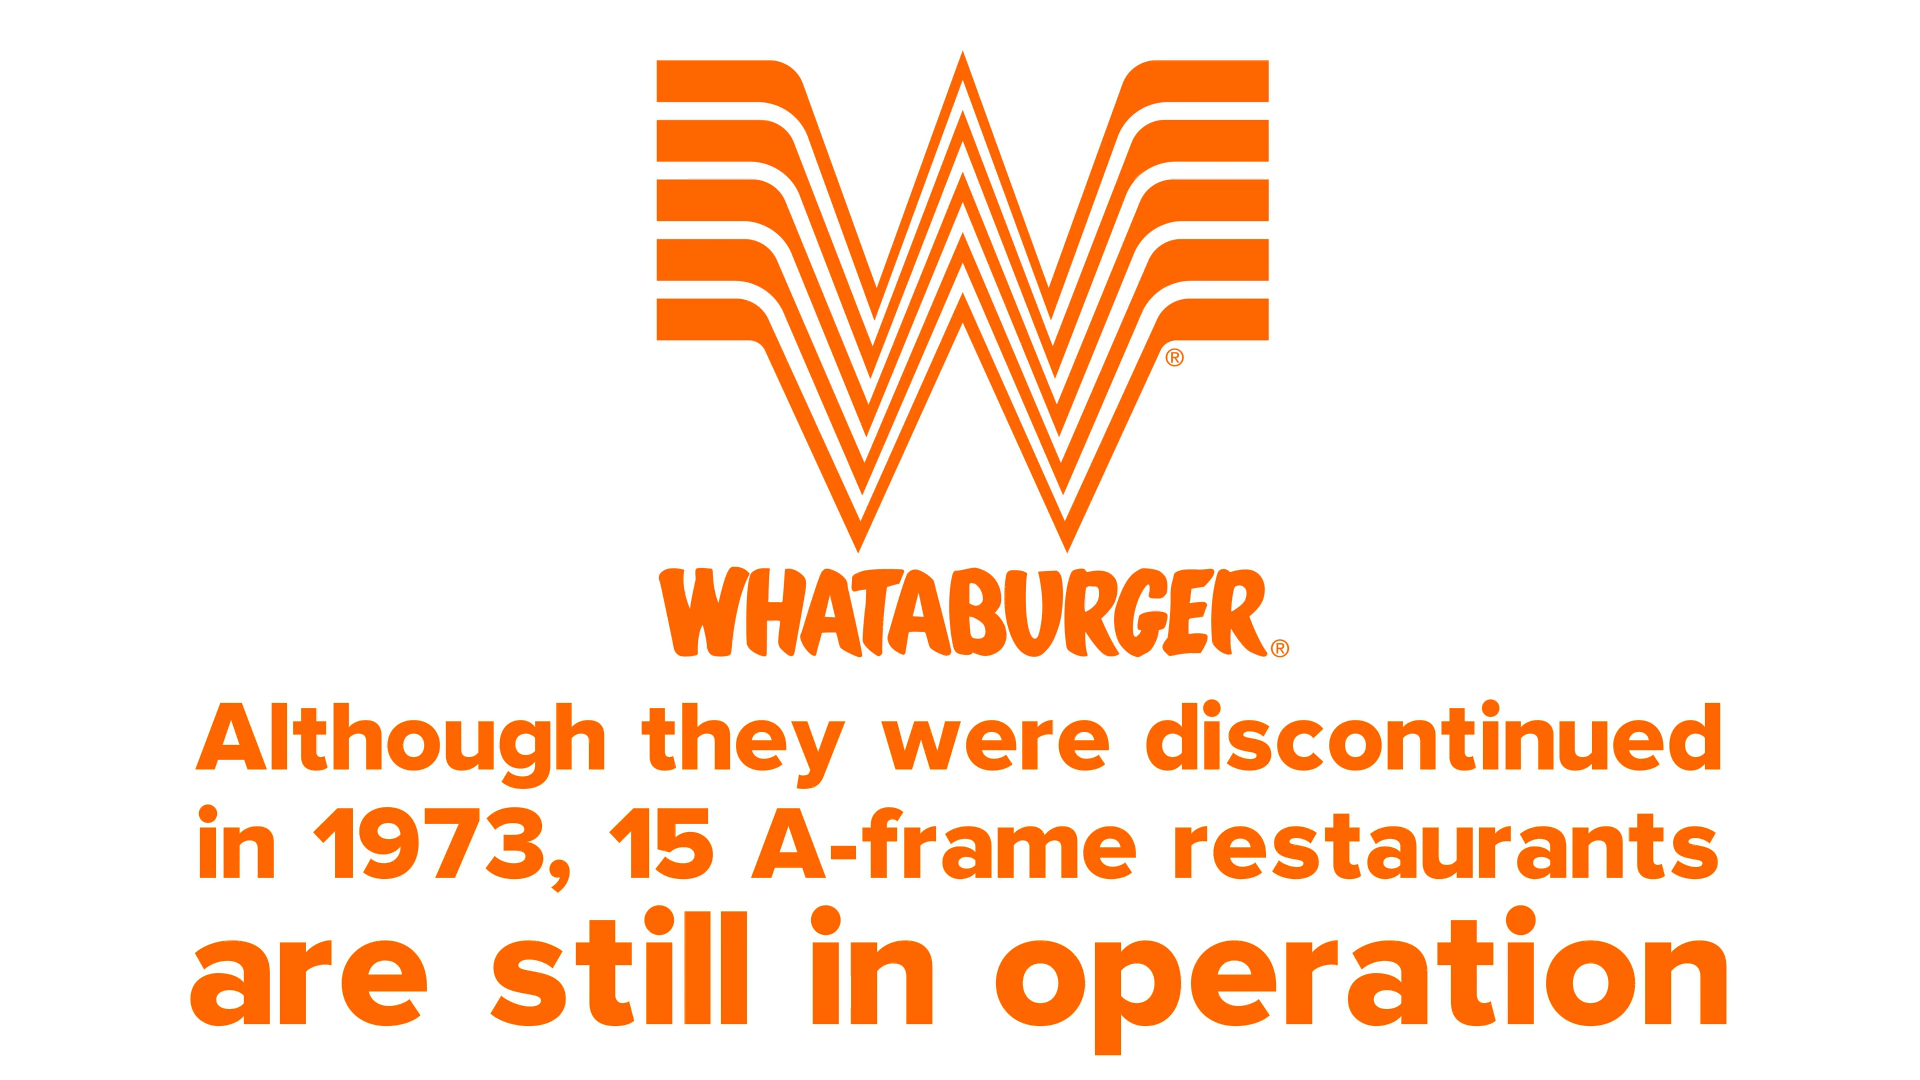 W®
WHATABURGER®
Although they were discontinued
in 1973, 15 A-frame restaurants
are still in operation